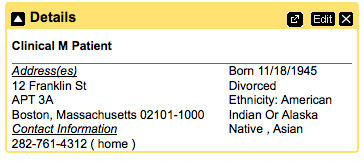 Details
Edit
Clinical M Patient
Address(es)
12 Franklin St
APT 3A
Boston, Massachusetts 02101-1000
Contact Information
282-761-4312 ( home )
Born 11/18/1945
Divorced
Ethnicity: American
Indian Or Alaska
Native , Asian